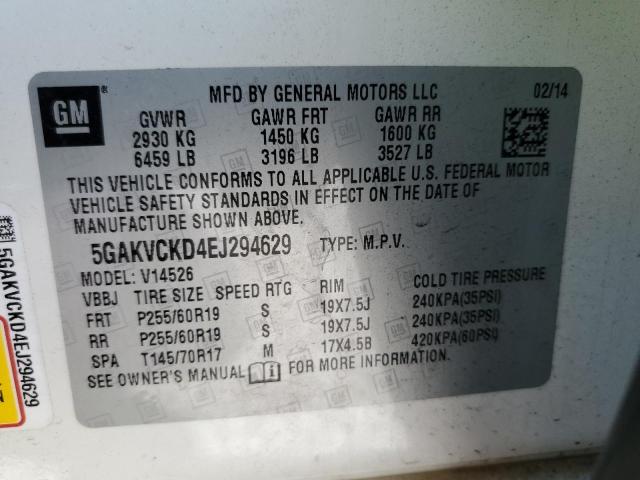 GM
®
MFD BY GENERAL MOTORS LLC 02/14
GVWR GAWR FRT GAWR RR
2930 KG 1450 KG 1600 KG
6459 LB 3196 LB 3527 LB
THIS VEHICLE CONFORMS TO ALL APPLICABLE U.S. FEDERAL MOTOR
VEHICLE SAFETY STANDARDS IN EFFECT ON THE DATE OF
MANUFACTURE SHOWN ABOVE.
5GAKVCKD4EJ294629 TYPE: M.P.V.
MODEL: V14526
VBBJ TIRE SIZE SPEED RTG RIM COLD TIRE PRESSURE
FRT P255/60R19 S 19X7.5J 240KPA(35PSI)
RR P255/60R19 S 19X7.5J 240KPA(35PSI)
SPA T145/70R17 M 17X4.5B 420KPA(60PSI)
SEE OWNER'S MANUAL FOR MORE INFORMATION.
5GAKVCKD4EJ294629